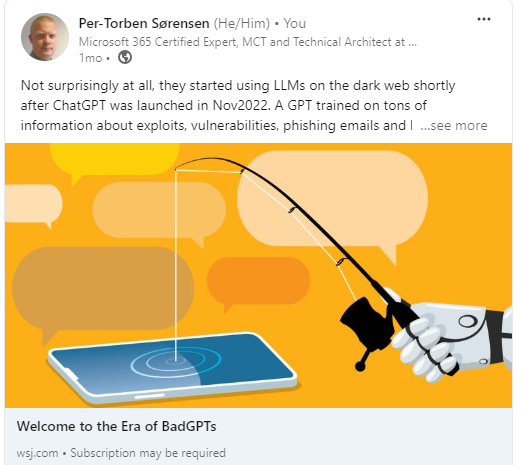 Per-Torben Sørensen (He/Him) • You
Microsoft 365 Certified Expert, MCT and Technical Architect at ...
1mo •
Not surprisingly at all, they started using LLMs on the dark web shortly
after ChatGPT was launched in Nov2022. A GPT trained on tons of
information about exploits, vulnerabilities, phishing emails and ...see more
Welcome to the Era of BadGPTs
wsj.com • Subscription may be required